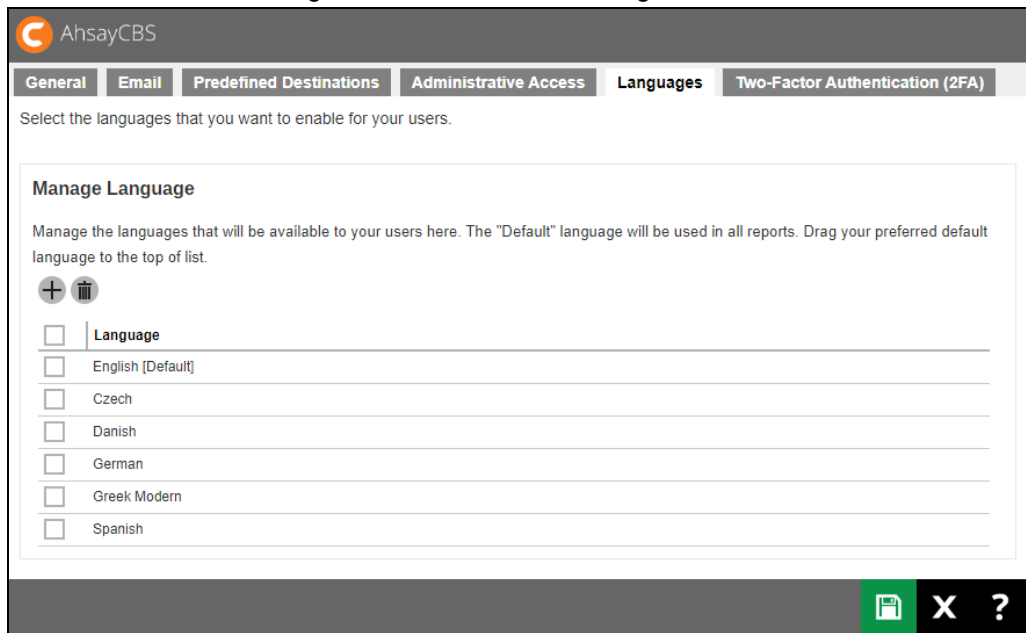 AhsayCBS
General Email Predefined Destinations Administrative Access Languages Two-Factor Authentication (2FA)
Select the languages that you want to enable for your users.
Manage Language
Manage the languages that will be available to your users here. The "Default" language will be used in all reports. Drag your preferred default
language to the top of list.
Language
English [Default]
Czech
Danish
German
Greek Modern
Spanish
X ?